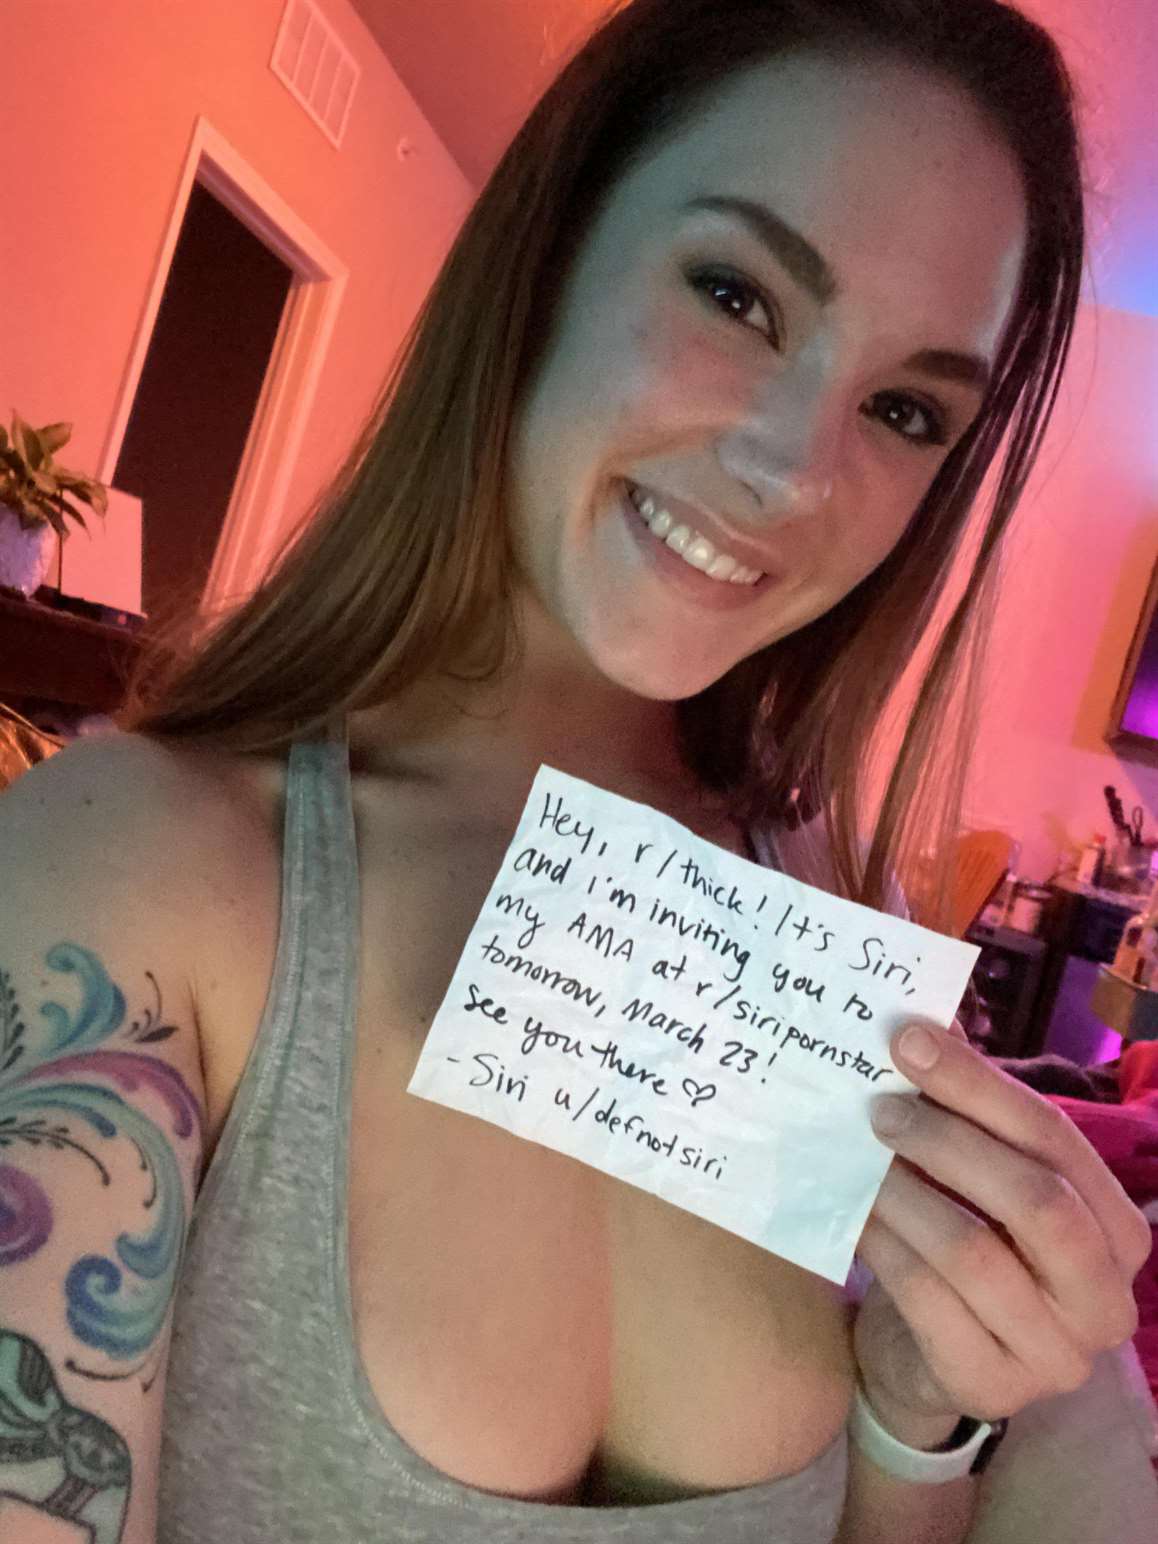 Hey, r/thick! It's Siri,
and i'm inviting you to
my AMA at r/siripornstar
tomorrow, March 23!
See you there ♡
- Siri u/defnotsiri